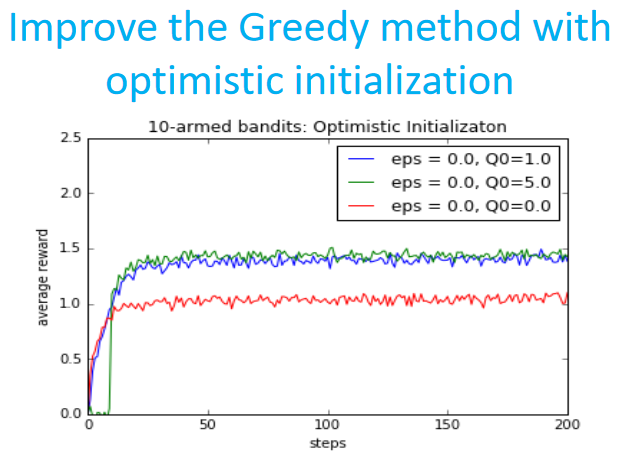 Improve the Greedy method with
optimistic initialization
10-armed bandits: Optimistic Initializaton
2.5
2.0
1.5
1.0
0.5
0.0
average reward
eps = 0.0, Q0=1.0
eps = 0.0, Q0=5.0
eps = 0.0, Q0=0.0
0
50
100
150
200
steps